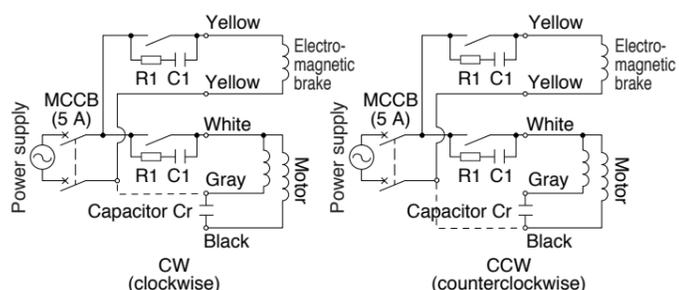 Yellow
Electro-
magnetic
brake
R1 C1
Yellow
MCCB
(5 A)
Power supply
White
R1 C1
Gray
Motor
Capacitor Cr
Black
CW
(clockwise)
Yellow
Electro-
magnetic
brake
R1 C1
Yellow
MCCB
(5 A)
Power supply
White
R1 C1
Gray
Motor
Capacitor Cr
Black
CCW
(counterclockwise)